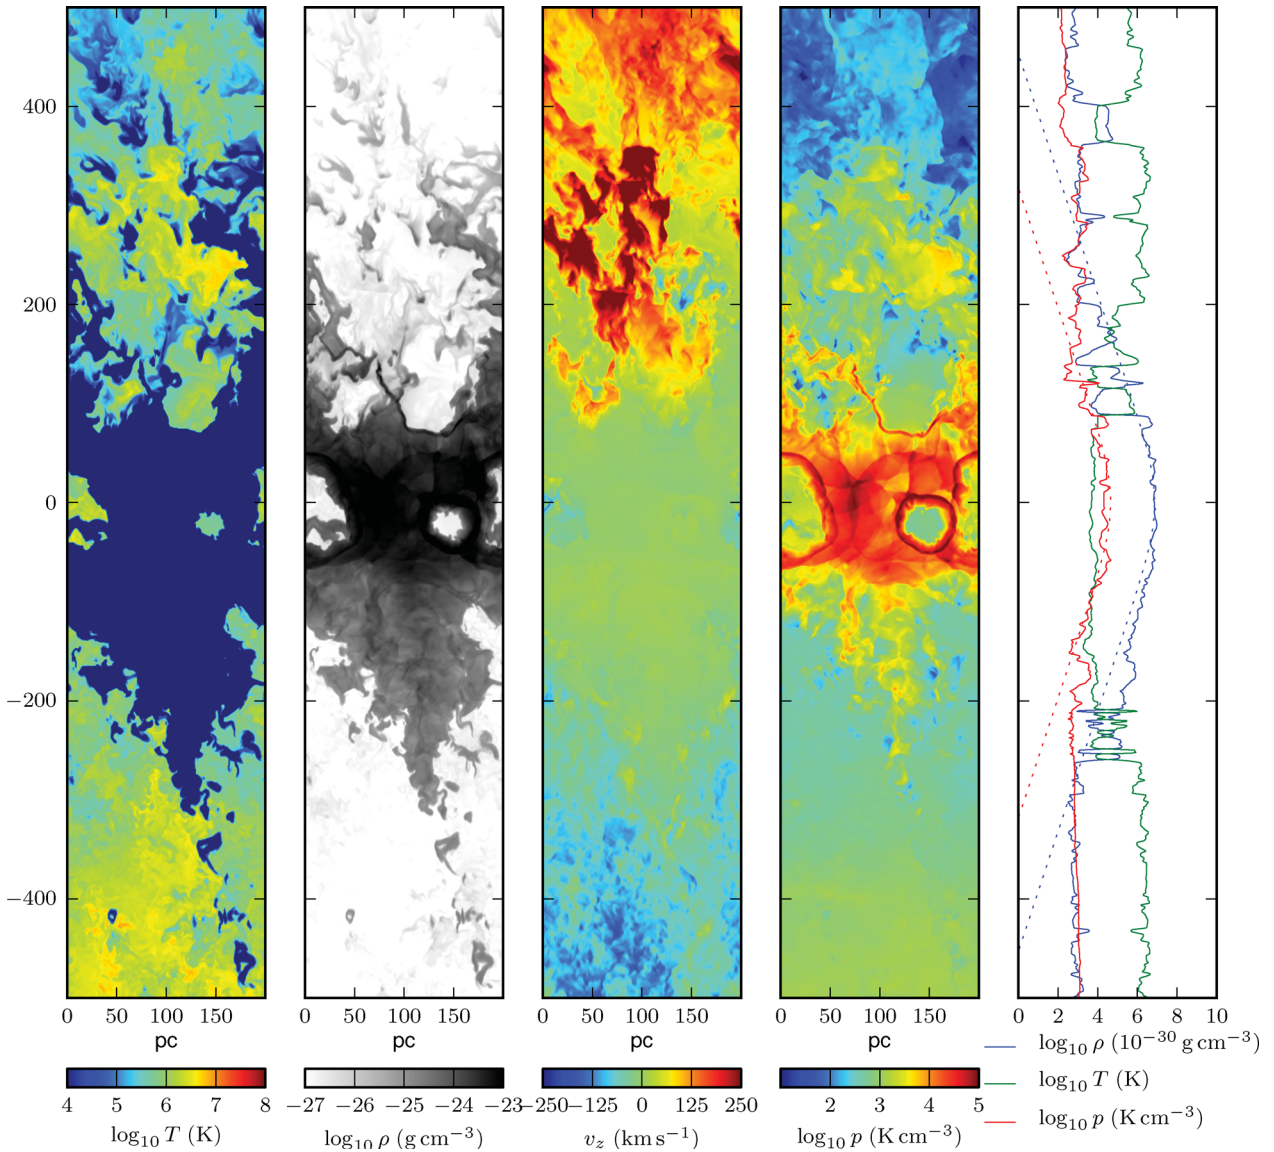 400
200
0
−200
−400
0 50 100 150
0 50 100 150
0 50 100 150
0 50 100 150
0 2 4 6 8 10
pc
pc
pc
pc
4 5 6 7 8
log₁₀ T (K)
−27 −26 −25 −24 −23
log₁₀ ρ (g cm⁻³)
−250 −125 0 125 250
v_z (km s⁻¹)
2 3 4 5
log₁₀ p (K cm⁻³)
log₁₀ ρ (10⁻³⁰ g cm⁻³)
log₁₀ T (K)
log₁₀ p (K cm⁻³)